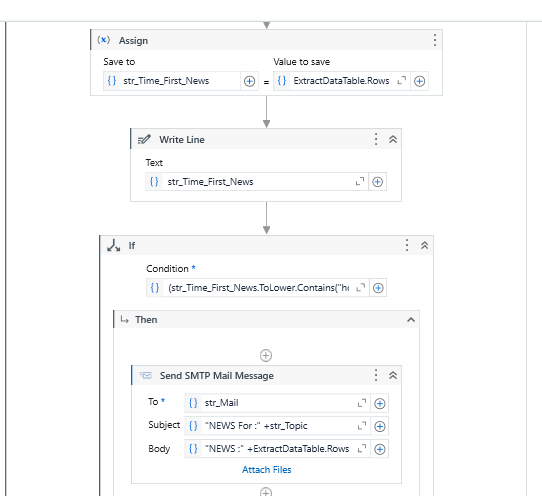 Assign
Save to Value to save
str_Time_First_News = ExtractDataTable.Rows
Write Line
Text
str_Time_First_News
If
Condition *
(str_Time_First_News.ToLower.Contains("h
Then
Send SMTP Mail Message
To * str_Mail
Subject "NEWS For :" +str_Topic
Body "NEWS :" +ExtractDataTable.Rows
Attach Files